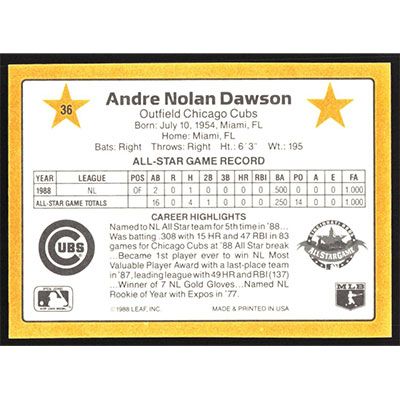 36
Andre Nolan Dawson
Outfield Chicago Cubs
Born: July 10, 1954, Miami, FL
Home: Miami, FL
Bats: Right Throws: Right Ht.: 6' 3" Wt.: 195
ALL-STAR GAME RECORD
YEAR LEAGUE POS AB R H 2B 3B HR RBI BA PO A E FA
1988 NL OF 2 0 1 1 0 0 0 .500 0 0 0 1.000
ALL-STAR GAME TOTALS 16 0 4 1 0 0 0 .250 14 0 0 1.000
CAREER HIGHLIGHTS
Named to NL All Star team for 5th time in '88...
Was batting .308 with 15 HR and 47 RBI in 83
games for Chicago Cubs at '88 All Star break
...Became 1st player ever to win NL Most
Valuable Player Award with a last-place team in
'87, leading league with 49 HR and RBI (137)
...Winner of 7 NL Gold Gloves...Named NL
Rookie of Year with Expos in '77.
CUBS
ALL STAR GAME
MLB
© 1988 LEAF, INC. MADE & PRINTED IN USA